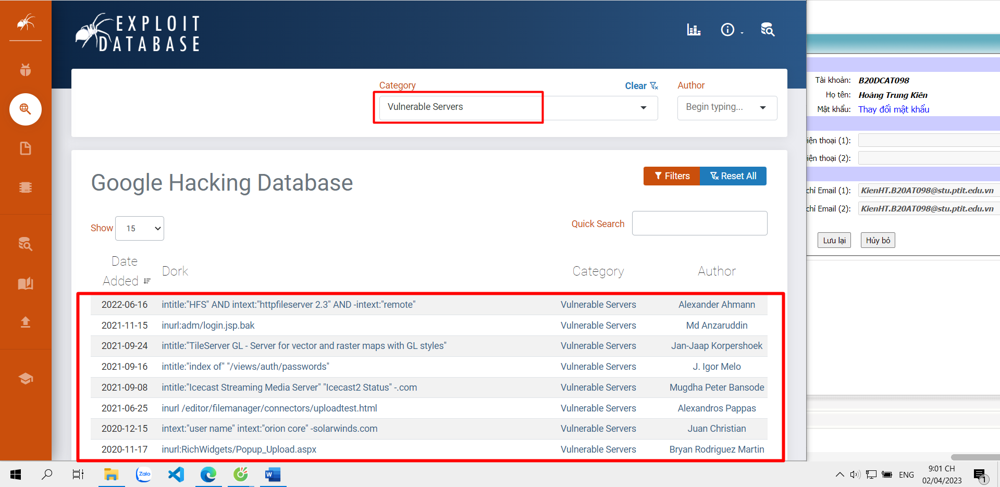 EXPLOIT
DATABASE
Category
Clear
Author
Vulnerable Servers
Begin typing...
Google Hacking Database
Filters
Reset All
Show 15
Quick Search
Date Added
Dork
Category
Author
2022-06-16 intitle:"HFS" AND intext:"httpfileserver 2.3" AND -intext:"remote" Vulnerable Servers Alexander Ahmann
2021-11-15 inurl:adm/login.jsp.bak Vulnerable Servers Md Anzaruddin
2021-09-24 intitle:"TileServer GL - Server for vector and raster maps with GL styles" Vulnerable Servers Jan-Jaap Korpershoek
2021-09-16 intitle:"index of" "/views/auth/passwords" Vulnerable Servers J. Igor Melo
2021-09-08 intitle:"Icecast Streaming Media Server" "Icecast2 Status" -.com Vulnerable Servers Mugdha Peter Bansode
2021-06-25 inurl /editor/filemanager/connectors/uploadtest.html Vulnerable Servers Alexandros Pappas
2020-12-15 intext:"user name" intext:"orion core" -solarwinds.com Vulnerable Servers Juan Christian
2020-11-17 inurl:RichWidgets/Popup_Upload.aspx Vulnerable Servers Bryan Rodriguez Martin
Tài khoản: B20DCAT098
Họ tên: Hoàng Trung Kiên
Mật khẩu: Thay đổi mật khẩu
iện thoại (1):
iện thoại (2):
chỉ Email (1): KienHT.B20AT098@stu.ptit.edu.vn
chỉ Email (2): KienHT.B20AT098@stu.ptit.edu.vn
Lưu lại
Hủy bỏ
Zalo
ENG
9:01 CH
02/04/2023
1